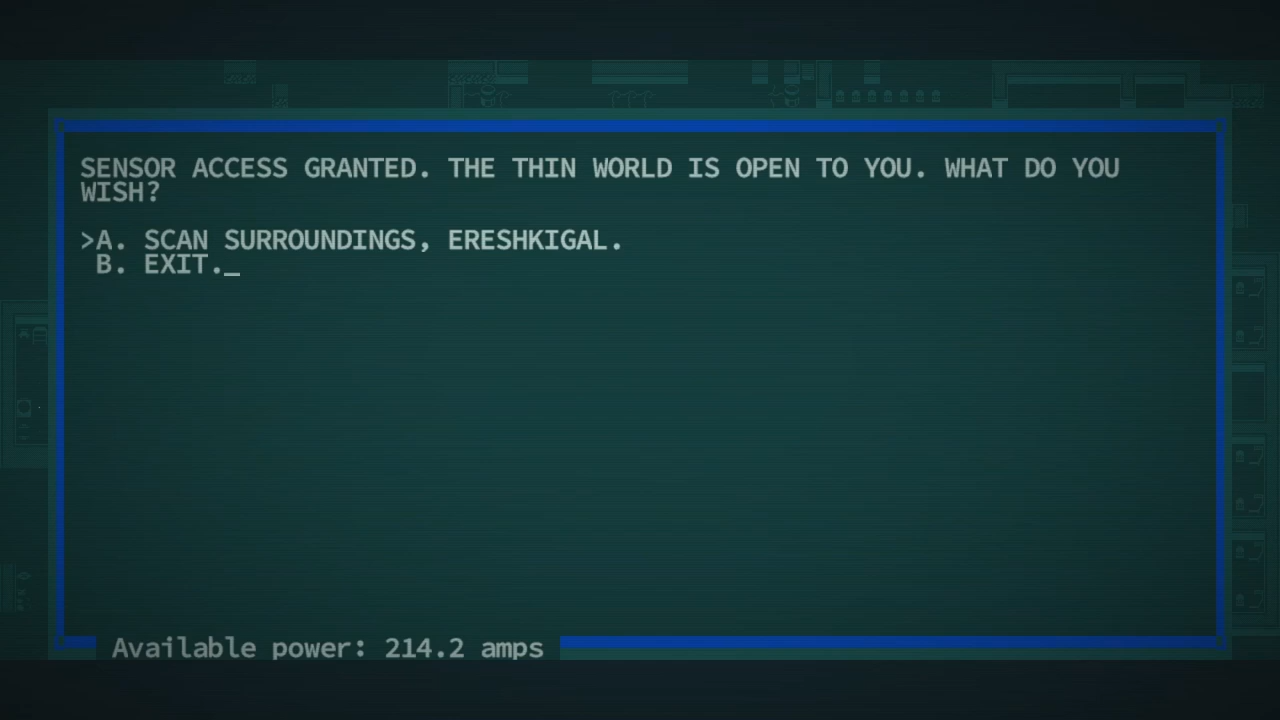 SENSOR ACCESS GRANTED. THE THIN WORLD IS OPEN TO YOU. WHAT DO YOU
WISH?
>A. SCAN SURROUNDINGS, ERESHKIGAL.
B. EXIT._
Available power: 214.2 amps